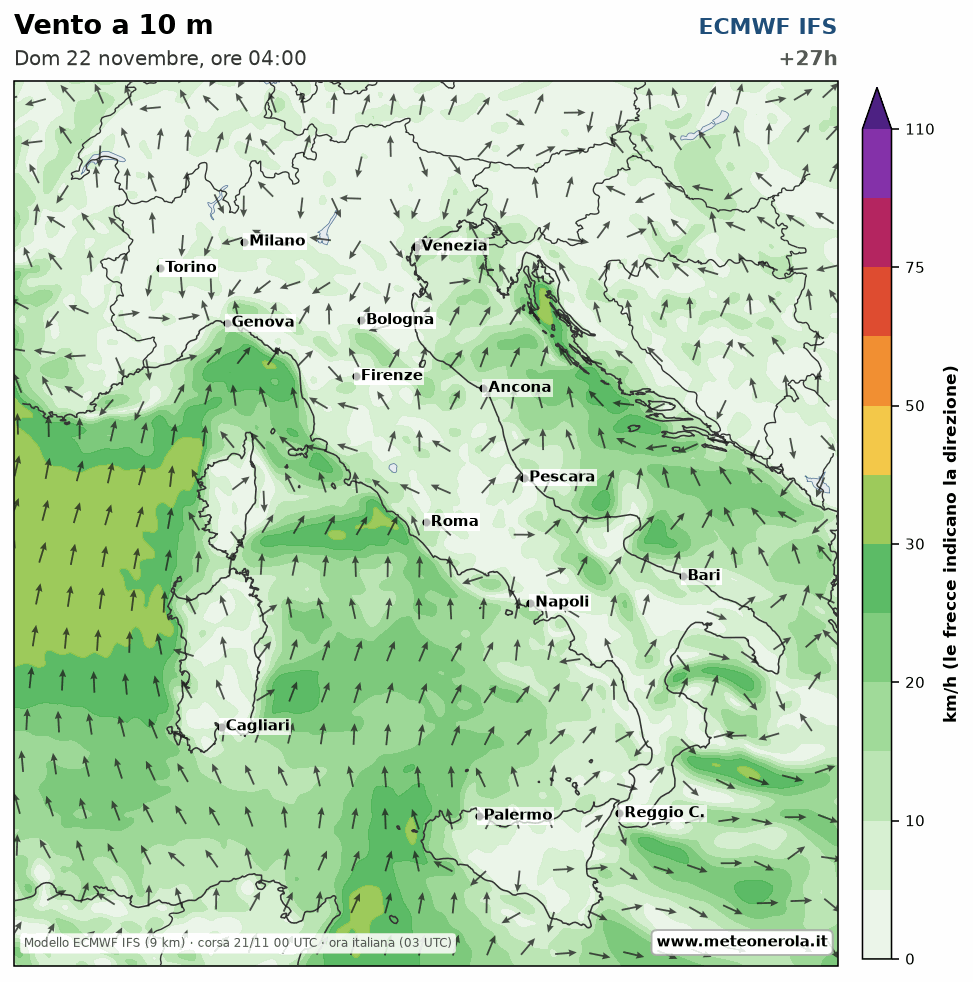 Vento a 10 m
ECMWF IFS
Dom 22 novembre, ore 04:00
+27h
Milano
Venezia
Torino
Genova
Bologna
Firenze
Ancona
Pescara
Roma
Bari
Napoli
Cagliari
Palermo
Reggio C.
110
75
50
30
20
10
0
km/h (le frecce indicano la direzione)
Modello ECMWF IFS (9 km) · corsa 21/11 00 UTC · ora italiana (03 UTC)
www.meteonerola.it